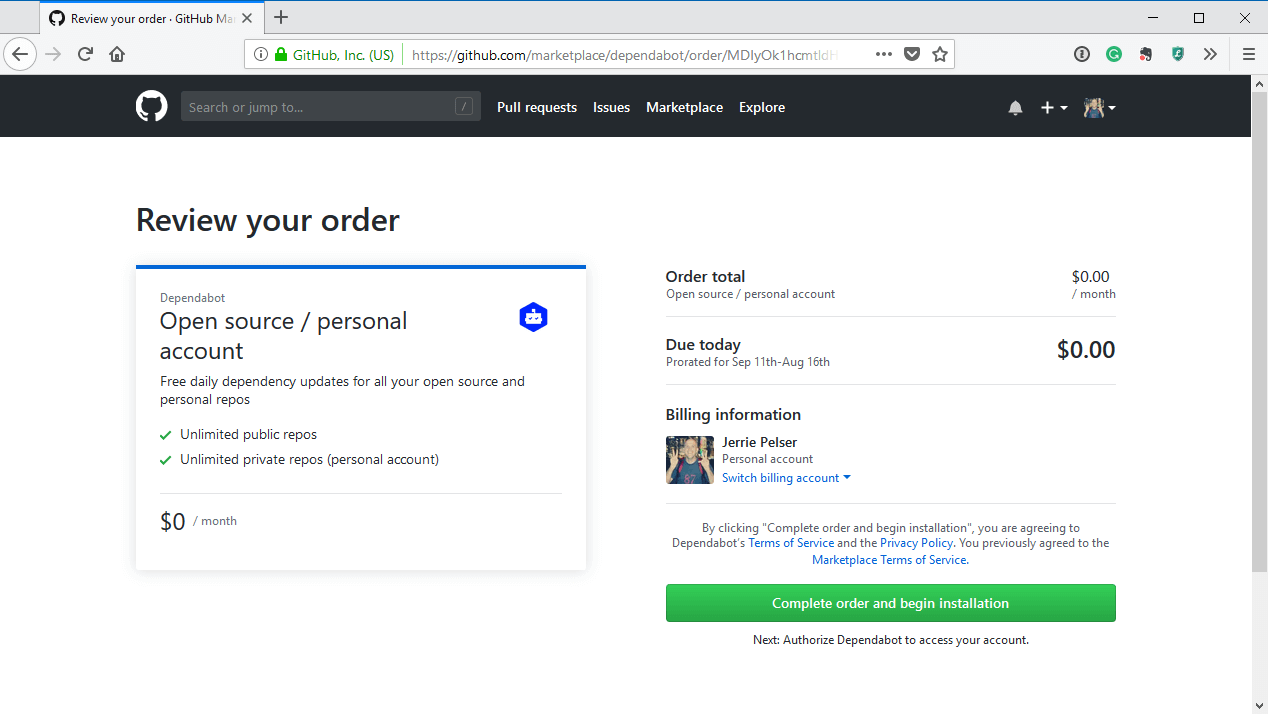 Review your order · GitHub Ma
GitHub, Inc. (US)
https://github.com/marketplace/dependabot/order/MDIyOk1hcmtldH
Search or jump to...
/
Pull requests
Issues
Marketplace
Explore
Review your order
Dependabot
Open source / personal
account
Free daily dependency updates for all your open source and
personal repos
Unlimited public repos
Unlimited private repos (personal account)
$0 / month
Order total
$0.00
Open source / personal account
/ month
Due today
$0.00
Prorated for Sep 11th-Aug 16th
Billing information
Jerrie Pelser
Personal account
Switch billing account
By clicking "Complete order and begin installation", you are agreeing to
Dependabot's Terms of Service and the Privacy Policy. You previously agreed to the
Marketplace Terms of Service.
Complete order and begin installation
Next: Authorize Dependabot to access your account.